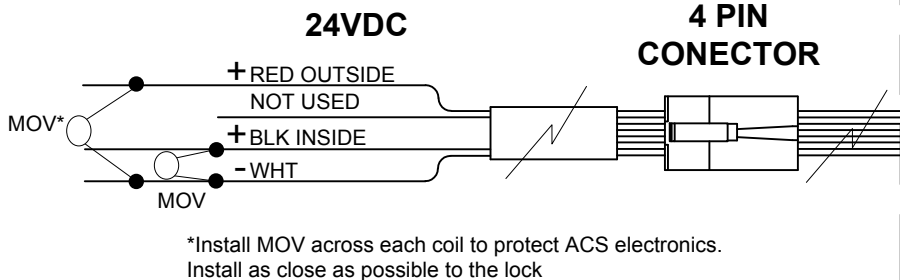 24VDC
4 PIN
CONECTOR
+ RED OUTSIDE
NOT USED
MOV*
+ BLK INSIDE
- WHT
MOV
*Install MOV across each coil to protect ACS electronics.
Install as close as possible to the lock